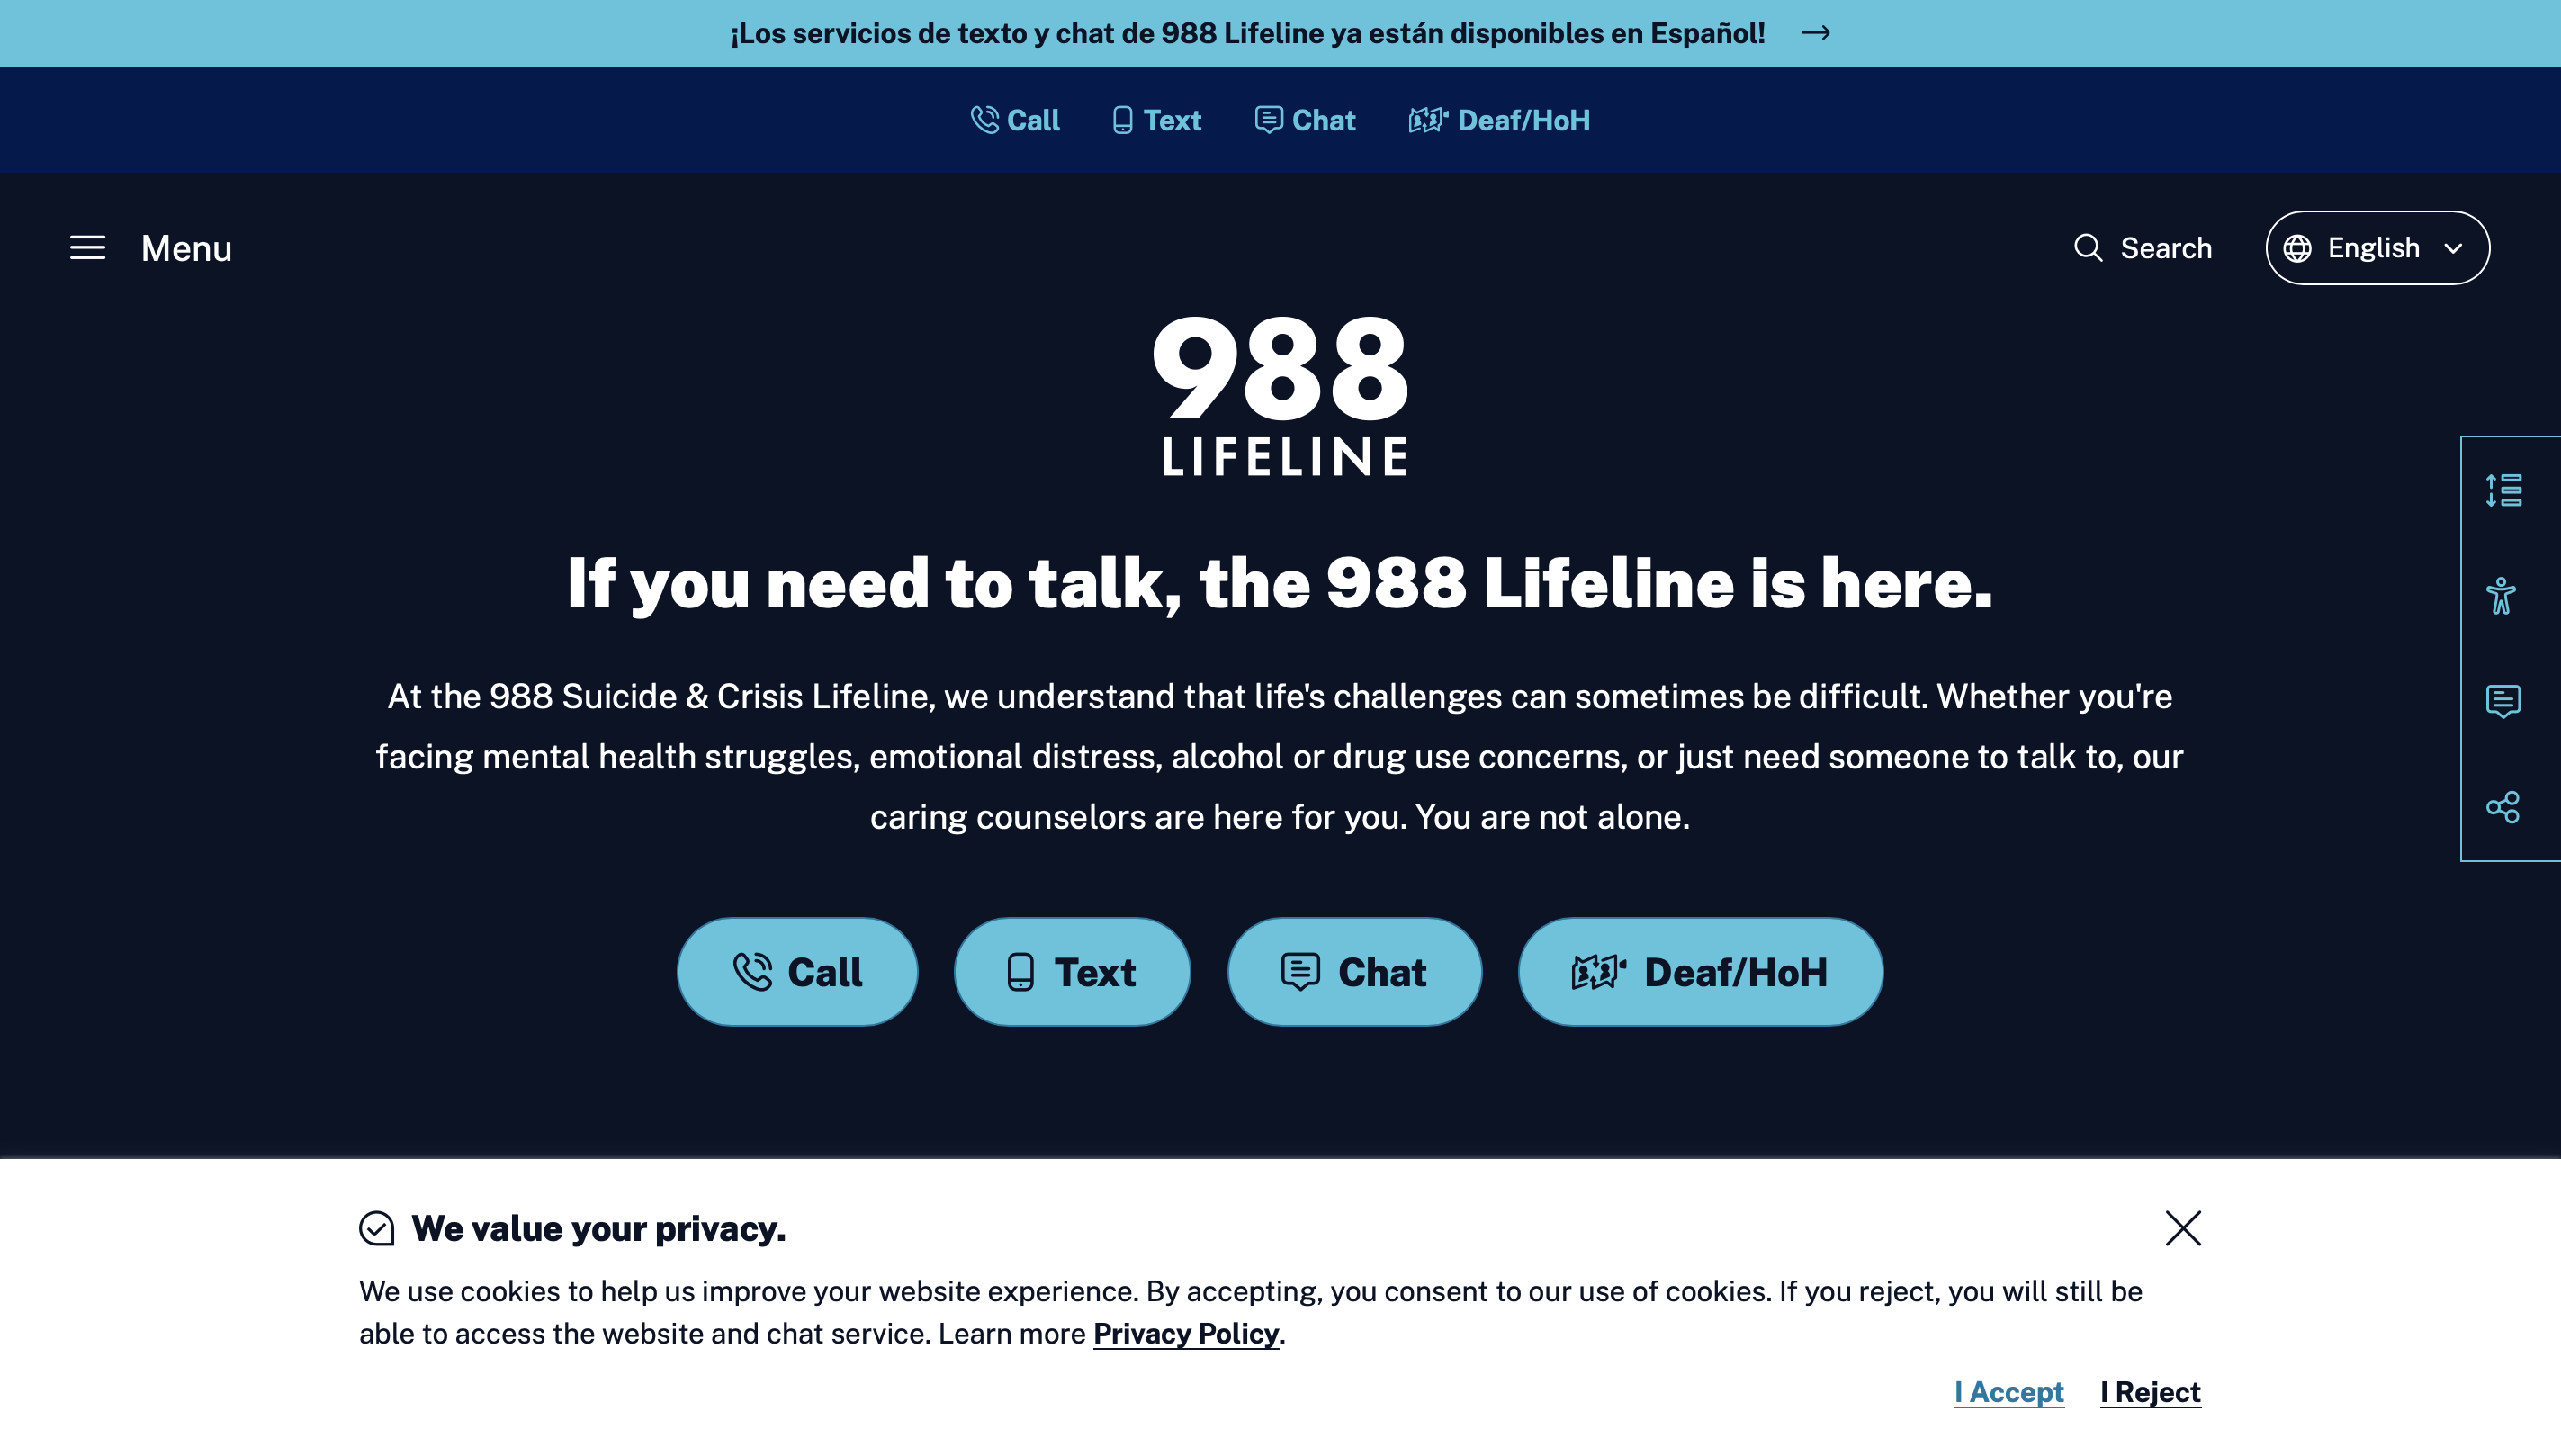 ¡Los servicios de texto y chat de 988 Lifeline ya están disponibles en Español!
Call Text Chat Deaf/HoH
Menu
Search
English
988
LIFELINE
If you need to talk, the 988 Lifeline is here.
At the 988 Suicide & Crisis Lifeline, we understand that life's challenges can sometimes be difficult. Whether you're
facing mental health struggles, emotional distress, alcohol or drug use concerns, or just need someone to talk to, our
caring counselors are here for you. You are not alone.
Call Text Chat Deaf/HoH
We value your privacy.
We use cookies to help us improve your website experience. By accepting, you consent to our use of cookies. If you reject, you will still be
able to access the website and chat service. Learn more Privacy Policy.
I Accept I Reject